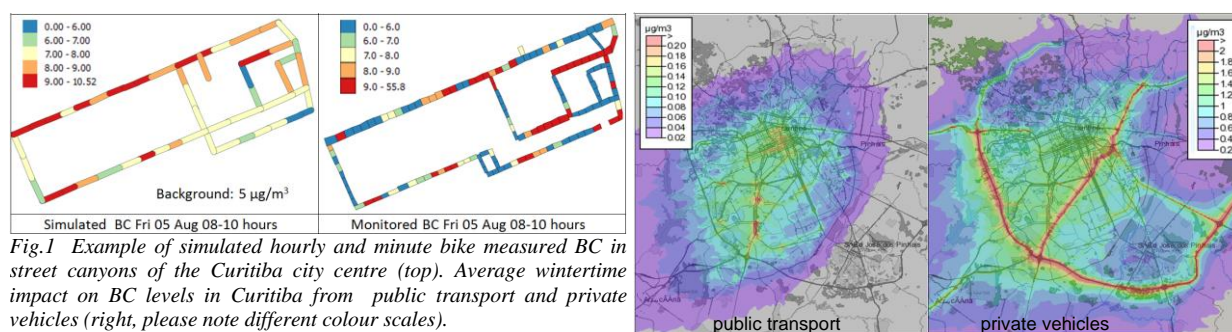 0.00 - 6.00
6.00 - 7.00
7.00 - 8.00
8.00 - 9.00
9.00 - 10.52
Background: 5 µg/m³
Simulated BC Fri 05 Aug 08-10 hours
0.00 - 6.0
6.0 - 7.0
7.0 - 8.0
8.0 - 9.0
9.0 - 55.8
Monitored BC Fri 05 Aug 08-10 hours
Fig.1 Example of simulated hourly and minute bike measured BC in
street canyons of the Curitiba city centre (top). Average wintertime
impact on BC levels in Curitiba from public transport and private
vehicles (right, please note different colour scales).
µg/m3
>
0.20
0.18
0.16
0.14
0.12
0.10
0.08
0.06
0.04
0.02
Pinhais
public transport
µg/m3
>
2
1.8
1.6
1.4
1.2
1
0.8
0.6
0.4
0.2
Pinhais
private vehicles